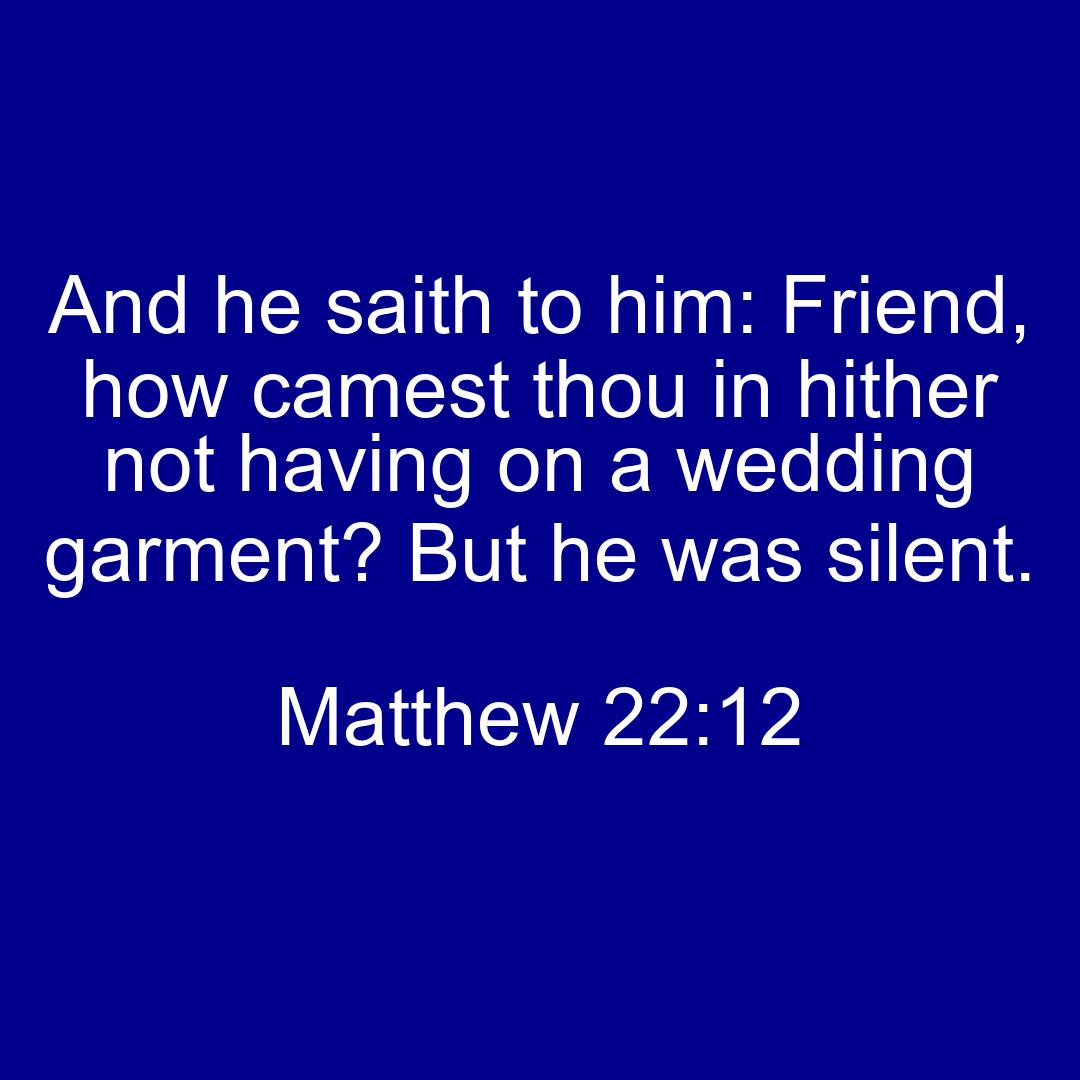 And he saith to him: Friend,
how camest thou in hither
not having on a wedding
garment? But he was silent.
Matthew 22:12